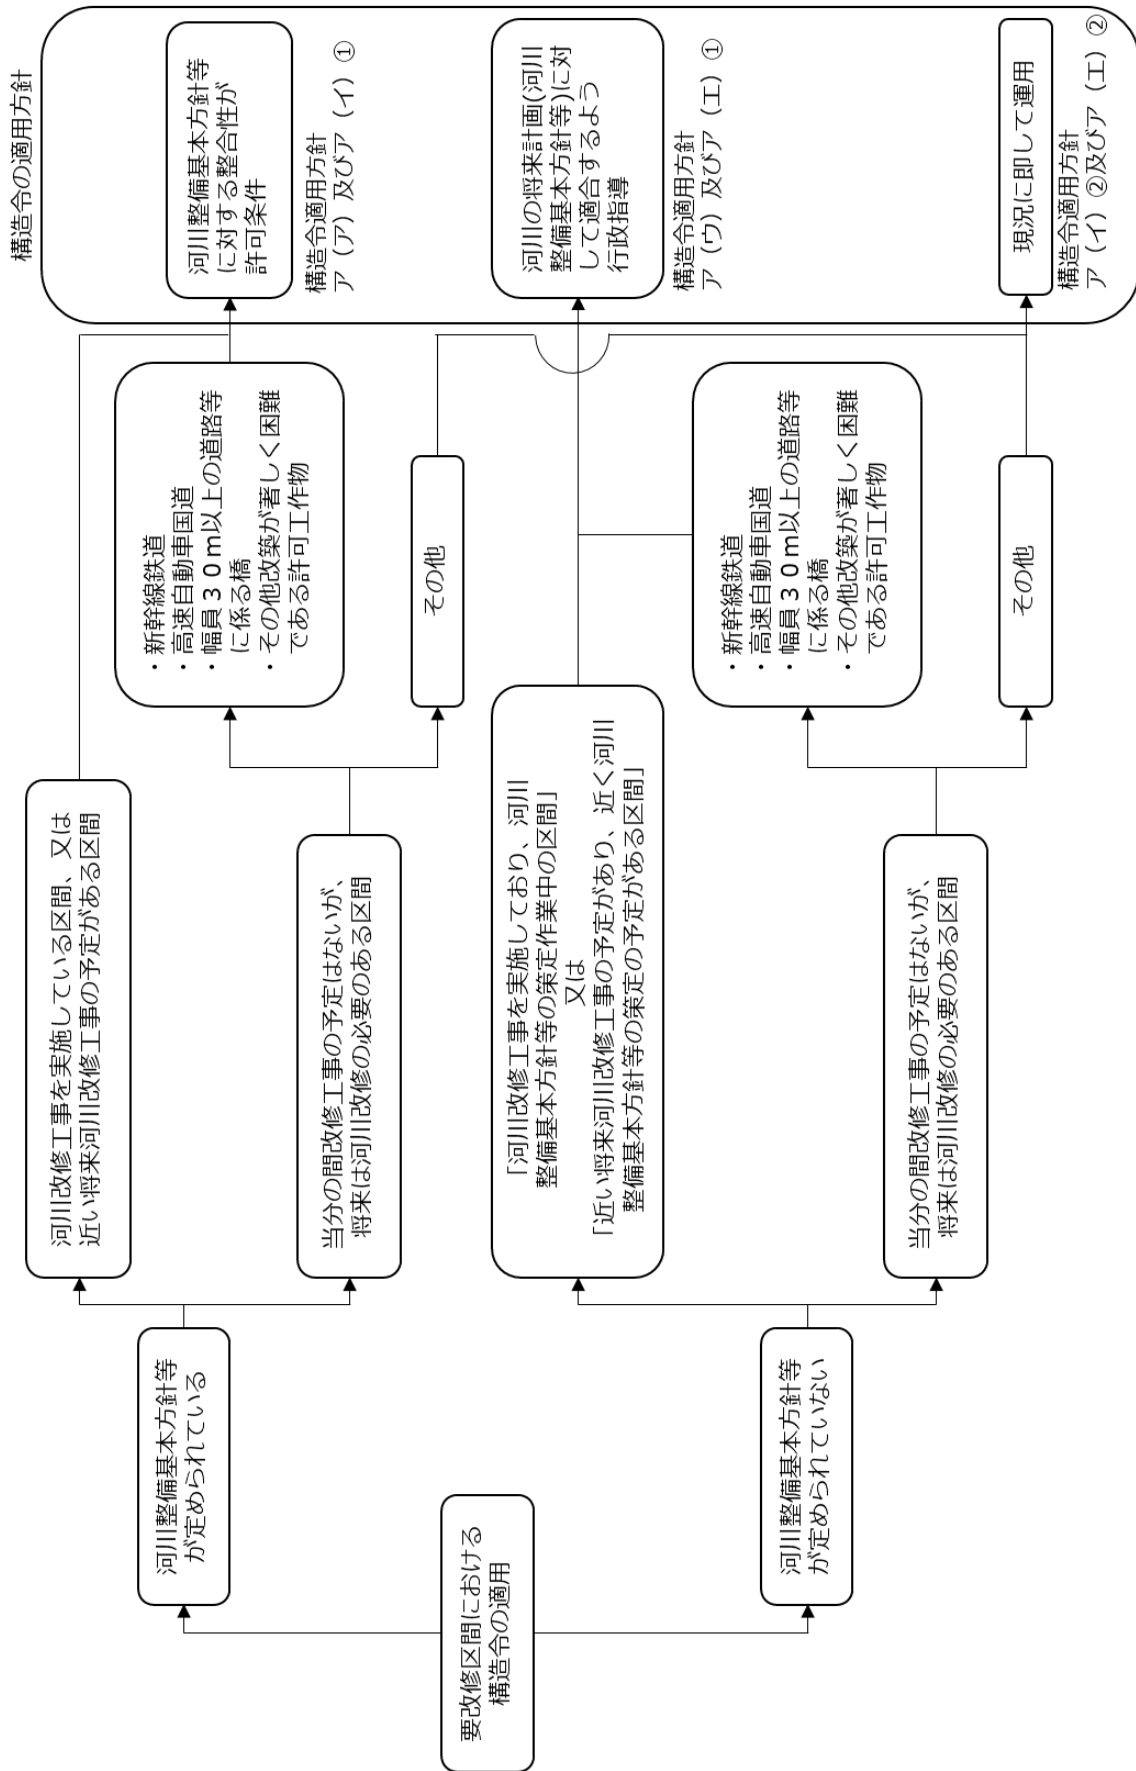 要改修区間における
構造令の適用
河川整備基本方針等
が定められている
河川改修工事を実施している区間、又は
近い将来河川改修工事の予定がある区間
当分の間改修工事の予定はないが、
将来は河川改修の必要のある区間
・新幹線鉄道
・高速自動車国道
・幅員３０ｍ以上の道路等
に係る橋
・その他改築が著しく困難
である許可工作物
その他
河川整備基本方針等
が定められていない
「河川改修工事を実施しており、河川
整備基本方針等の策定作業中の区間」
又は
「近い将来河川改修工事の予定があり、近く河川
整備基本方針等の策定の予定がある区間」
当分の間改修工事の予定はないが、
将来は河川改修の必要のある区間
・新幹線鉄道
・高速自動車国道
・幅員３０ｍ以上の道路等
に係る橋
・その他改築が著しく困難
である許可工作物
その他
構造令の適用方針
河川整備基本方針等
に対する整合性が
許可条件
構造令適用方針
ア（ア）及びア（イ）①
河川の将来計画(河川
整備基本方針等)に対
して適合するよう
行政指導
構造令適用方針
ア（ウ）及びア（エ）①
現況に即して運用
構造令適用方針
ア（イ）②及びア（エ）②